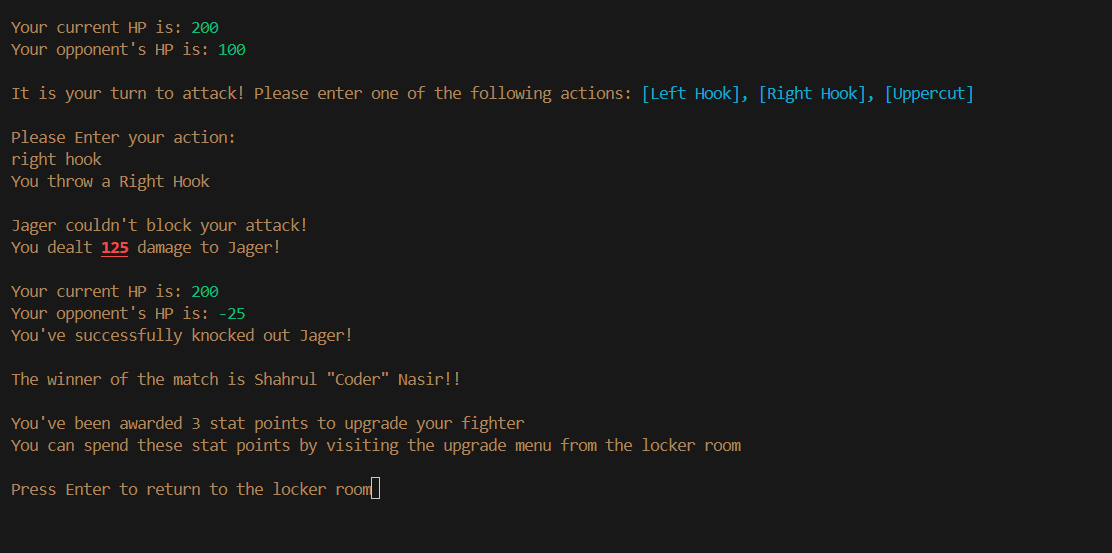 Your current HP is: 200
Your opponent's HP is: 100
It is your turn to attack! Please enter one of the following actions: [Left Hook], [Right Hook], [Uppercut]
Please Enter your action:
right hook
You throw a Right Hook
Jager couldn't block your attack!
You dealt 125 damage to Jager!
Your current HP is: 200
Your opponent's HP is: -25
You've successfully knocked out Jager!
The winner of the match is Shahrul "Coder" Nasir!!
You've been awarded 3 stat points to upgrade your fighter
You can spend these stat points by visiting the upgrade menu from the locker room
Press Enter to return to the locker room